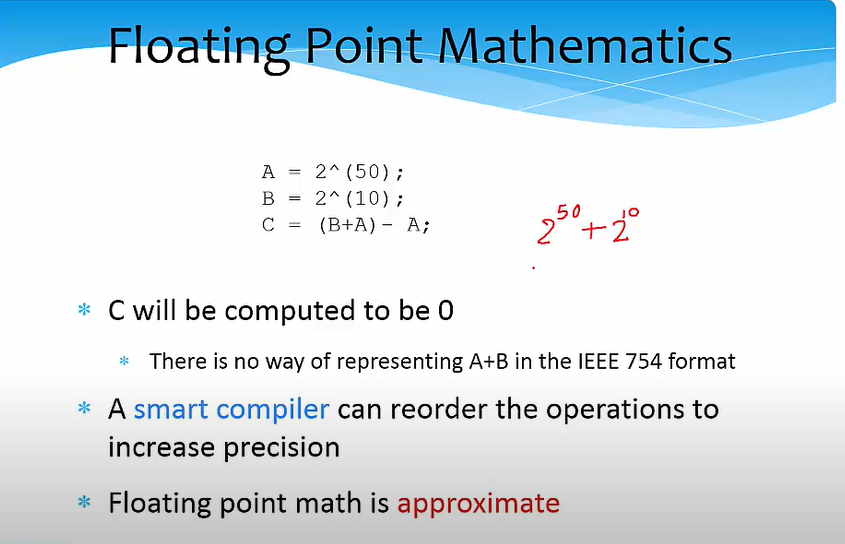 Floating Point Mathematics
A = 2^(50);
B = 2^(10);
C = (B+A)- A;
2^50 + 2^10
* C will be computed to be 0
* There is no way of representing A+B in the IEEE 754 format
* A smart compiler can reorder the operations to
increase precision
* Floating point math is approximate